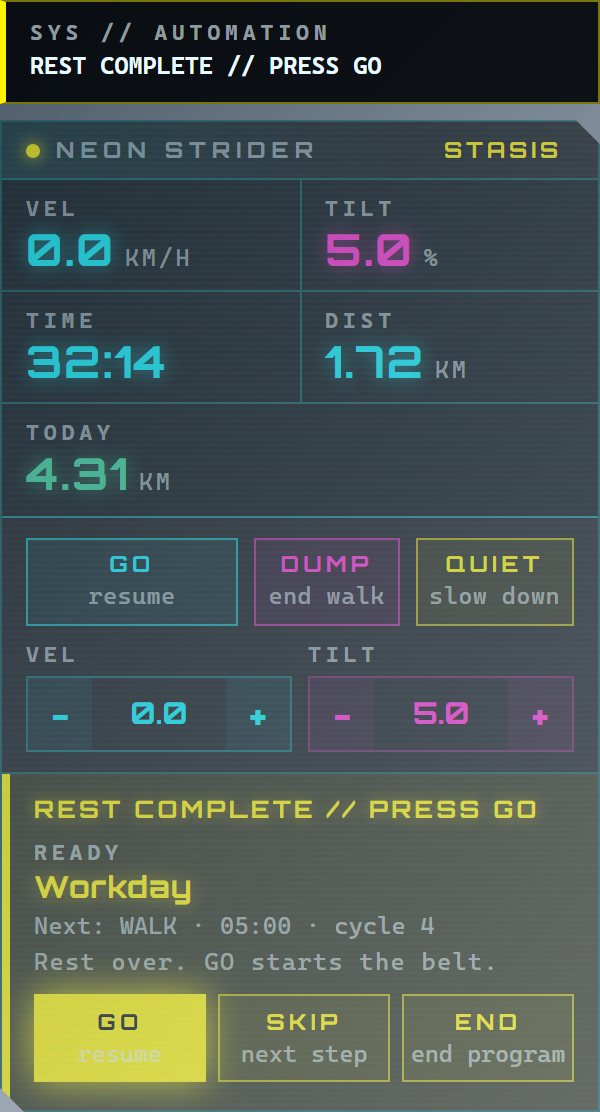 SYS // AUTOMATION
REST COMPLETE // PRESS GO
NEON STRIDER
STASIS
VEL
0.0 KM/H
TILT
5.0 %
TIME
32:14
DIST
1.72 KM
TODAY
4.31 KM
GO
resume
DUMP
end walk
QUIET
slow down
VEL
TILT
- 0.0 +
- 5.0 +
REST COMPLETE // PRESS GO
READY
Workday
Next: WALK · 05:00 · cycle 4
Rest over. GO starts the belt.
GO
resume
SKIP
next step
END
end program